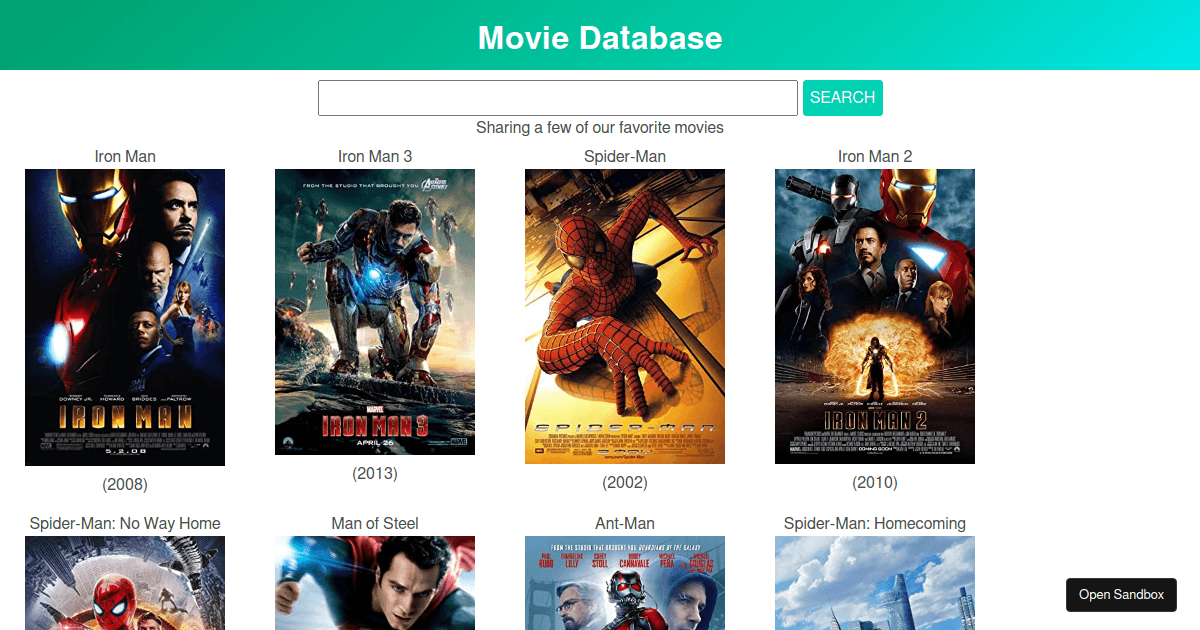 Movie Database
SEARCH
Sharing a few of our favorite movies
Iron Man
Iron Man 3
Spider-Man
Iron Man 2
FROM THE STUDIO THAT BROUGHT YOU
AVENGERS
DOWNEY JR. HOWARD BRIDGES PALTROW
IRON MAN
5.2.08
MARVEL
IRON MAN 3
APRIL 26
SPIDER-MAN
IRON MAN 2
COMING SOON
(2008)
(2013)
(2002)
(2010)
Spider-Man: No Way Home
Man of Steel
Ant-Man
Spider-Man: Homecoming
FROM THE STUDIO THAT BROUGHT YOU GUARDIANS OF THE GALAXY
PAUL RUDD
EVANGELINE LILLY
COREY STOLL
BOBBY CANNAVALE
MICHAEL PEÑA
MICHAEL DOUGLAS
Open Sandbox